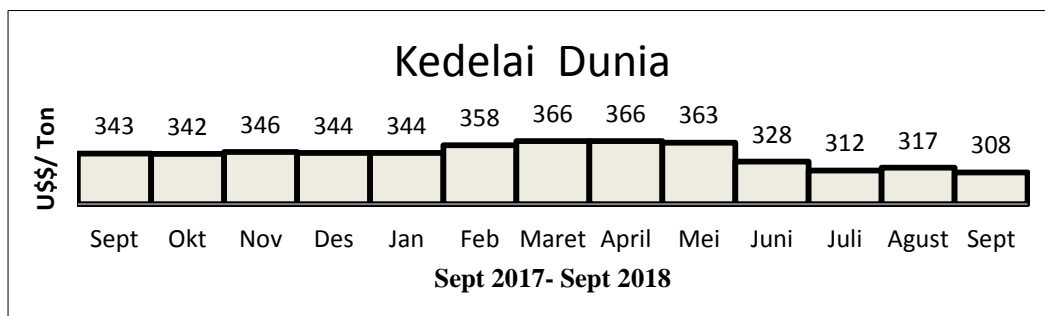 Kedelai Dunia
U$$/ Ton
343 342 346 344 344 358 366 366 363 328 312 317 308
Sept Okt Nov Des Jan Feb Maret April Mei Juni Juli Agust Sept
Sept 2017- Sept 2018